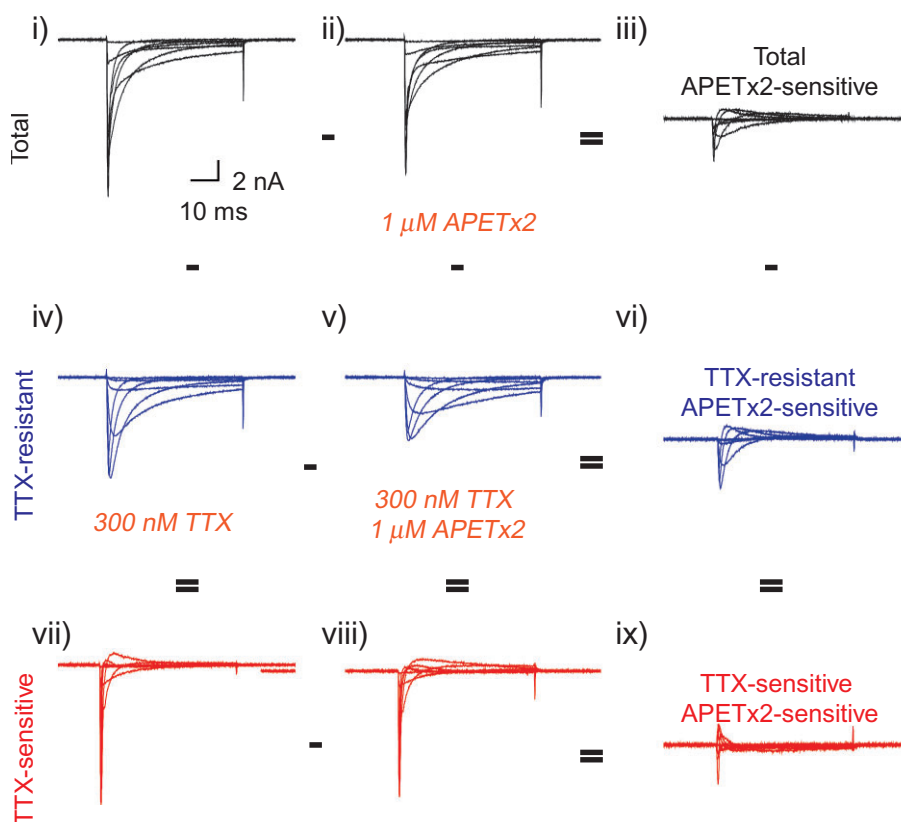 i)
ii)
iii)
Total
Total
APETx2-sensitive
-
=
2 nA
10 ms
1 μM APETx2
-
-
-
iv)
v)
vi)
TTX-resistant
TTX-resistant
APETx2-sensitive
-
=
300 nM TTX
300 nM TTX
1 μM APETx2
=
=
=
vii)
viii)
ix)
TTX-sensitive
TTX-sensitive
APETx2-sensitive
-
=